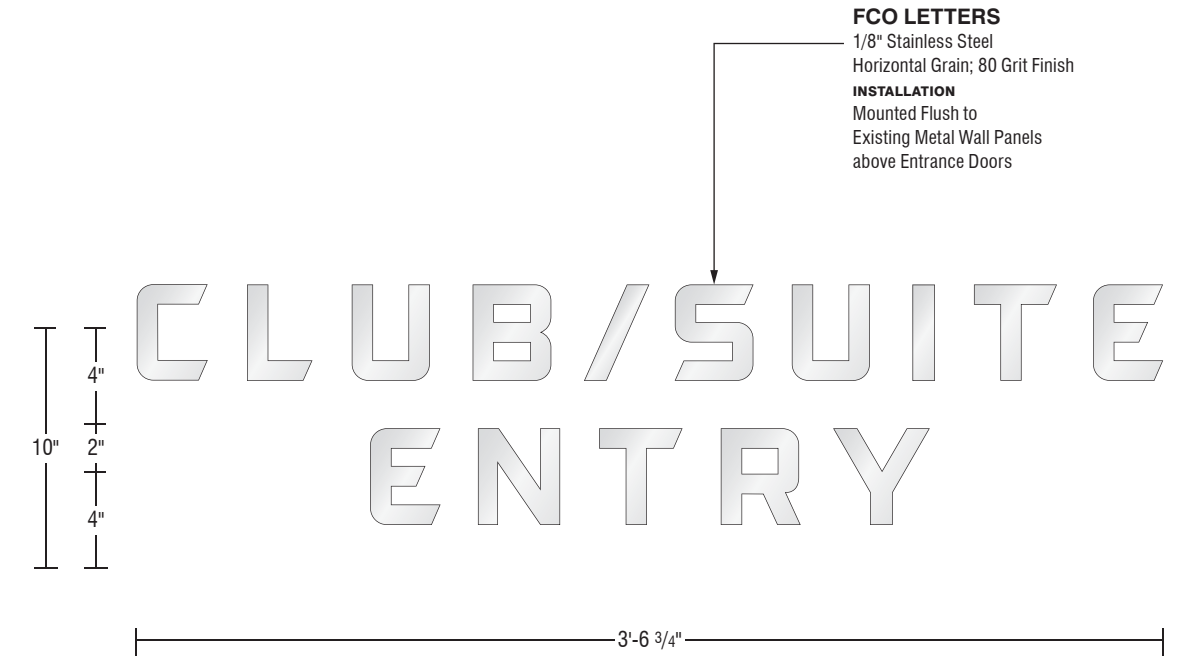 FCO LETTERS
1/8" Stainless Steel
Horizontal Grain; 80 Grit Finish
INSTALLATION
Mounted Flush to
Existing Metal Wall Panels
above Entrance Doors
CLUB/SUITE
ENTRY
4"
10"
2"
4"
3'-6 3/4"